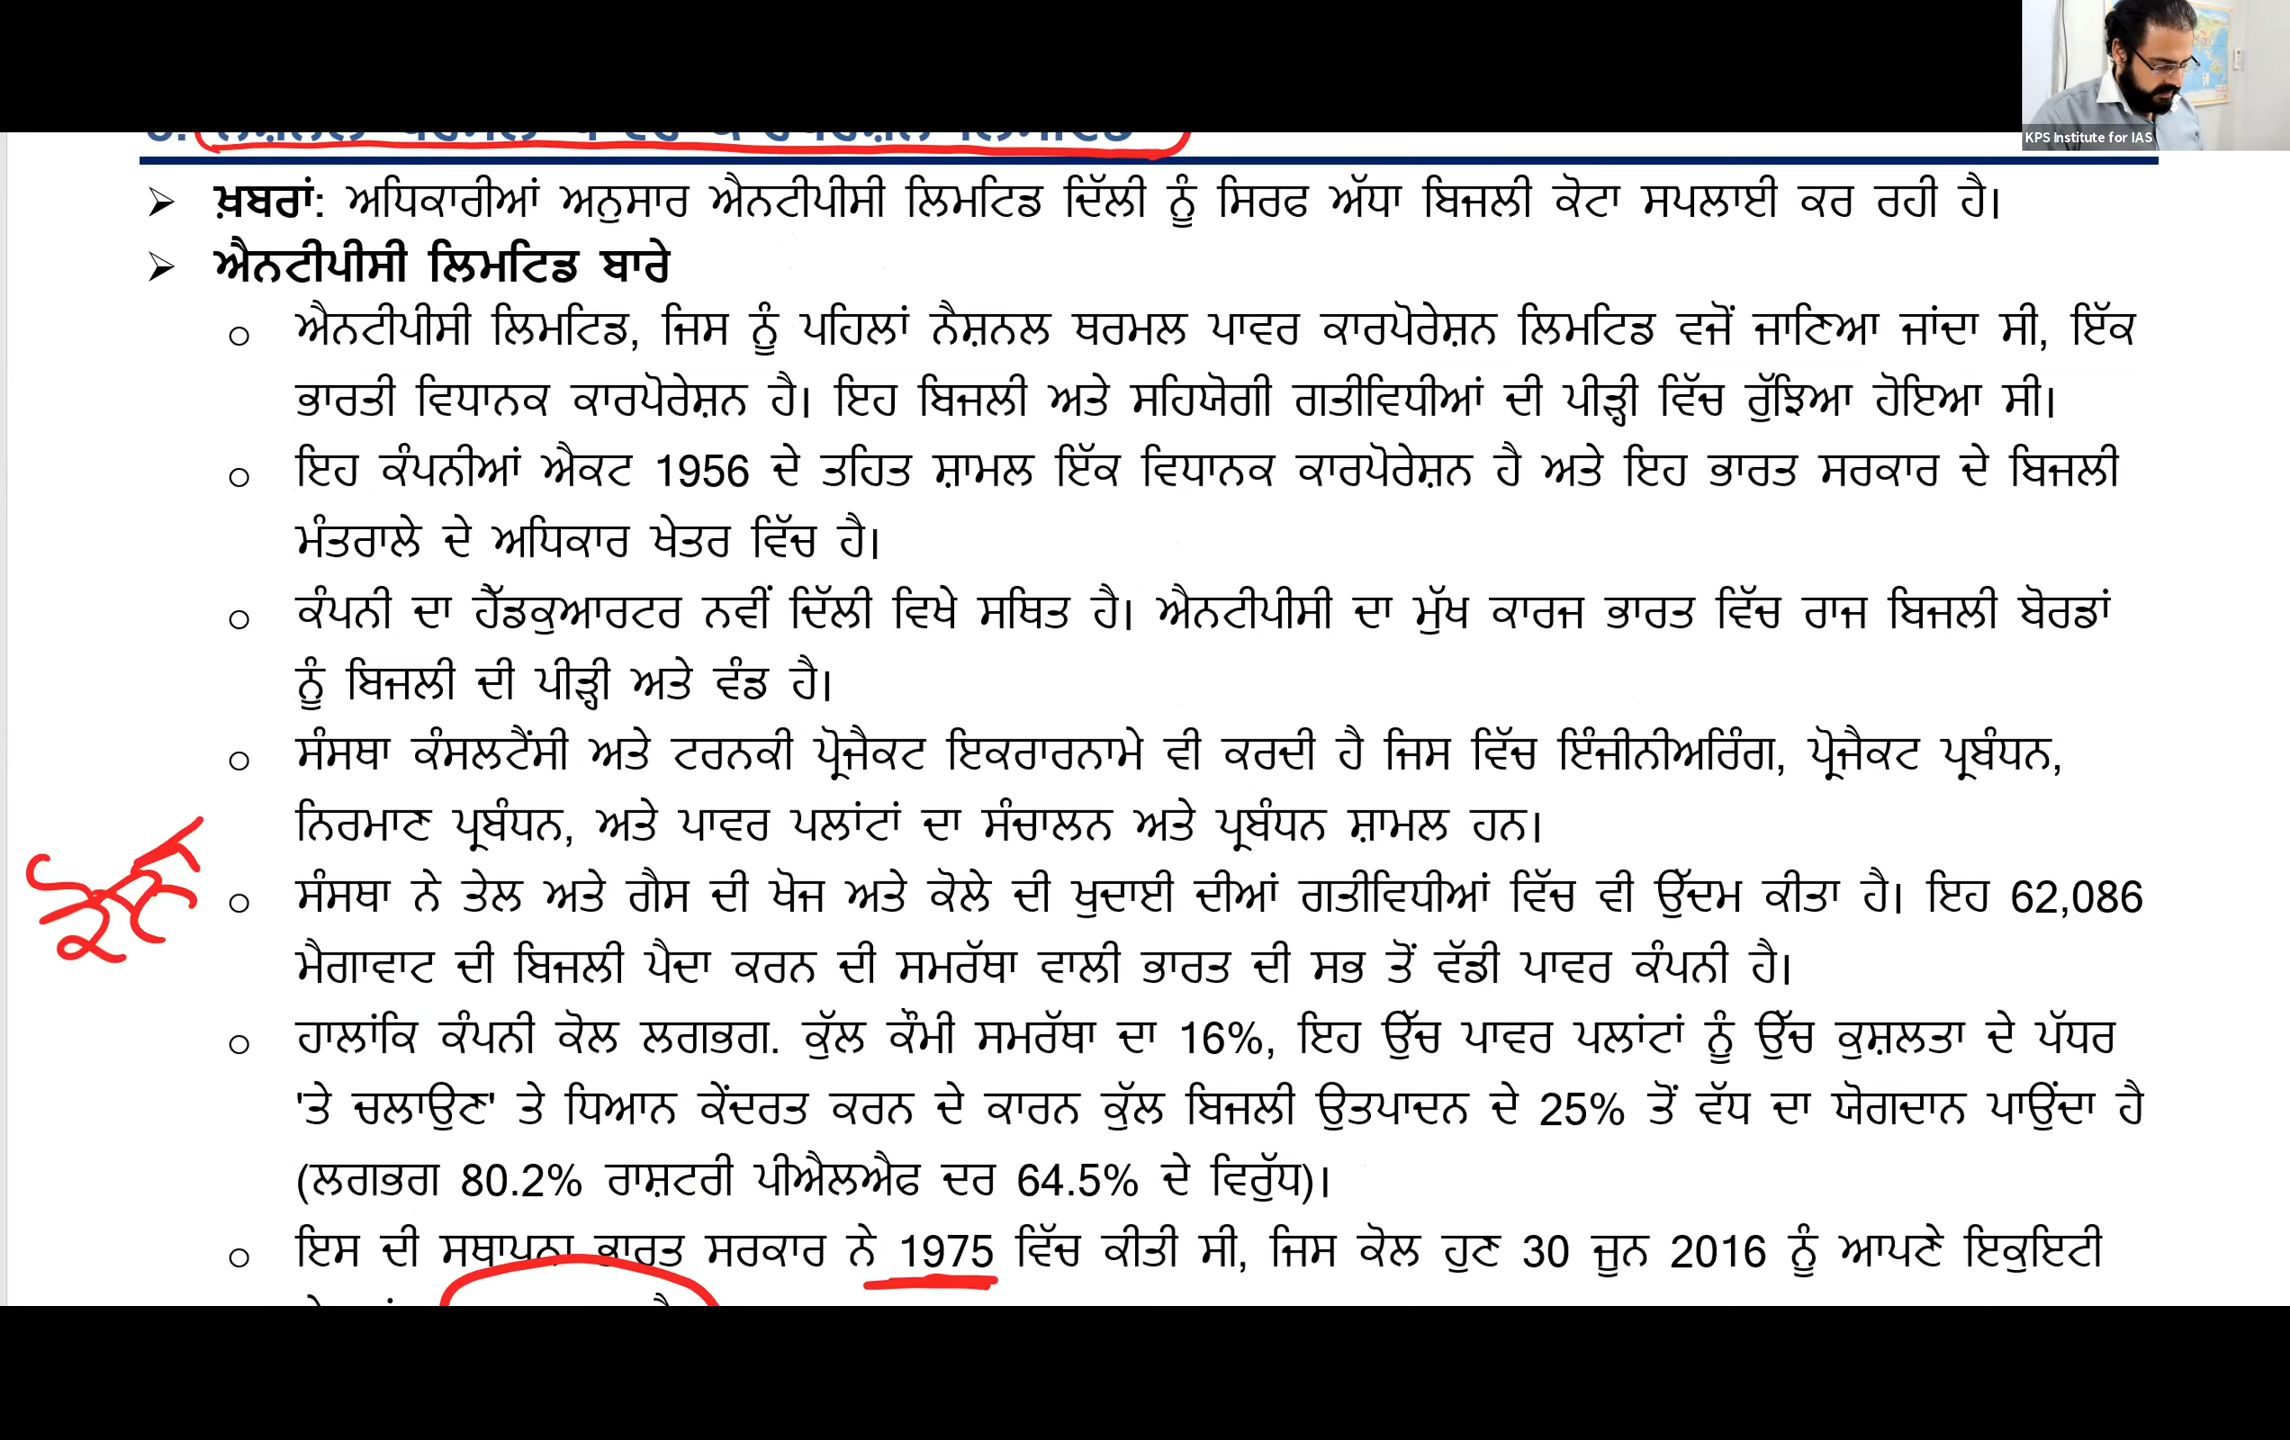 KPS Institute for IAS
➢ ਖ਼ਬਰਾਂ: ਅਧਿਕਾਰੀਆਂ ਅਨੁਸਾਰ ਐਨਟੀਪੀਸੀ ਲਿਮਟਿਡ ਦਿੱਲੀ ਨੂੰ ਸਿਰਫ ਅੱਧਾ ਬਿਜਲੀ ਕੋਟਾ ਸਪਲਾਈ ਕਰ ਰਹੀ ਹੈ।
➢ ਐਨਟੀਪੀਸੀ ਲਿਮਟਿਡ ਬਾਰੇ
o ਐਨਟੀਪੀਸੀ ਲਿਮਟਿਡ, ਜਿਸ ਨੂੰ ਪਹਿਲਾਂ ਨੈਸ਼ਨਲ ਥਰਮਲ ਪਾਵਰ ਕਾਰਪੋਰੇਸ਼ਨ ਲਿਮਟਿਡ ਵਜੋਂ ਜਾਣਿਆ ਜਾਂਦਾ ਸੀ, ਇੱਕ
ਭਾਰਤੀ ਵਿਧਾਨਕ ਕਾਰਪੋਰੇਸ਼ਨ ਹੈ। ਇਹ ਬਿਜਲੀ ਅਤੇ ਸਹਿਯੋਗੀ ਗਤੀਵਿਧੀਆਂ ਦੀ ਪੀੜ੍ਹੀ ਵਿੱਚ ਰੁੱਝਿਆ ਹੋਇਆ ਸੀ।
o ਇਹ ਕੰਪਨੀਆਂ ਐਕਟ 1956 ਦੇ ਤਹਿਤ ਸ਼ਾਮਲ ਇੱਕ ਵਿਧਾਨਕ ਕਾਰਪੋਰੇਸ਼ਨ ਹੈ ਅਤੇ ਇਹ ਭਾਰਤ ਸਰਕਾਰ ਦੇ ਬਿਜਲੀ
ਮੰਤਰਾਲੇ ਦੇ ਅਧਿਕਾਰ ਖੇਤਰ ਵਿੱਚ ਹੈ।
o ਕੰਪਨੀ ਦਾ ਹੈੱਡਕੁਆਰਟਰ ਨਵੀਂ ਦਿੱਲੀ ਵਿਖੇ ਸਥਿਤ ਹੈ। ਐਨਟੀਪੀਸੀ ਦਾ ਮੁੱਖ ਕਾਰਜ ਭਾਰਤ ਵਿੱਚ ਰਾਜ ਬਿਜਲੀ ਬੋਰਡਾਂ
ਨੂੰ ਬਿਜਲੀ ਦੀ ਪੀੜ੍ਹੀ ਅਤੇ ਵੰਡ ਹੈ।
o ਸੰਸਥਾ ਕੰਸਲਟੈਂਸੀ ਅਤੇ ਟਰਨਕੀ ਪ੍ਰੋਜੈਕਟ ਇਕਰਾਰਨਾਮੇ ਵੀ ਕਰਦੀ ਹੈ ਜਿਸ ਵਿੱਚ ਇੰਜੀਨੀਅਰਿੰਗ, ਪ੍ਰੋਜੈਕਟ ਪ੍ਰਬੰਧਨ,
ਨਿਰਮਾਣ ਪ੍ਰਬੰਧਨ, ਅਤੇ ਪਾਵਰ ਪਲਾਂਟਾਂ ਦਾ ਸੰਚਾਲਨ ਅਤੇ ਪ੍ਰਬੰਧਨ ਸ਼ਾਮਲ ਹਨ।
o ਸੰਸਥਾ ਨੇ ਤੇਲ ਅਤੇ ਗੈਸ ਦੀ ਖੋਜ ਅਤੇ ਕੋਲੇ ਦੀ ਖੁਦਾਈ ਦੀਆਂ ਗਤੀਵਿਧੀਆਂ ਵਿੱਚ ਵੀ ਉੱਦਮ ਕੀਤਾ ਹੈ। ਇਹ 62,086
ਮੈਗਾਵਾਟ ਦੀ ਬਿਜਲੀ ਪੈਦਾ ਕਰਨ ਦੀ ਸਮਰੱਥਾ ਵਾਲੀ ਭਾਰਤ ਦੀ ਸਭ ਤੋਂ ਵੱਡੀ ਪਾਵਰ ਕੰਪਨੀ ਹੈ।
o ਹਾਲਾਂਕਿ ਕੰਪਨੀ ਕੋਲ ਲਗਭਗ. ਕੁੱਲ ਕੌਮੀ ਸਮਰੱਥਾ ਦਾ 16%, ਇਹ ਉੱਚ ਪਾਵਰ ਪਲਾਂਟਾਂ ਨੂੰ ਉੱਚ ਕੁਸ਼ਲਤਾ ਦੇ ਪੱਧਰ
'ਤੇ ਚਲਾਉਣ' ਤੇ ਧਿਆਨ ਕੇਂਦਰਤ ਕਰਨ ਦੇ ਕਾਰਨ ਕੁੱਲ ਬਿਜਲੀ ਉਤਪਾਦਨ ਦੇ 25% ਤੋਂ ਵੱਧ ਦਾ ਯੋਗਦਾਨ ਪਾਉਂਦਾ ਹੈ
(ਲਗਭਗ 80.2% ਰਾਸ਼ਟਰੀ ਪੀਐਲਐਫ ਦਰ 64.5% ਦੇ ਵਿਰੁੱਧ)।
o ਇਸ ਦੀ ਸਥਾਪਨਾ ਭਾਰਤ ਸਰਕਾਰ ਨੇ 1975 ਵਿੱਚ ਕੀਤੀ ਸੀ, ਜਿਸ ਕੋਲ ਹੁਣ 30 ਜੂਨ 2016 ਨੂੰ ਆਪਣੇ ਇਕੁਇਟੀ